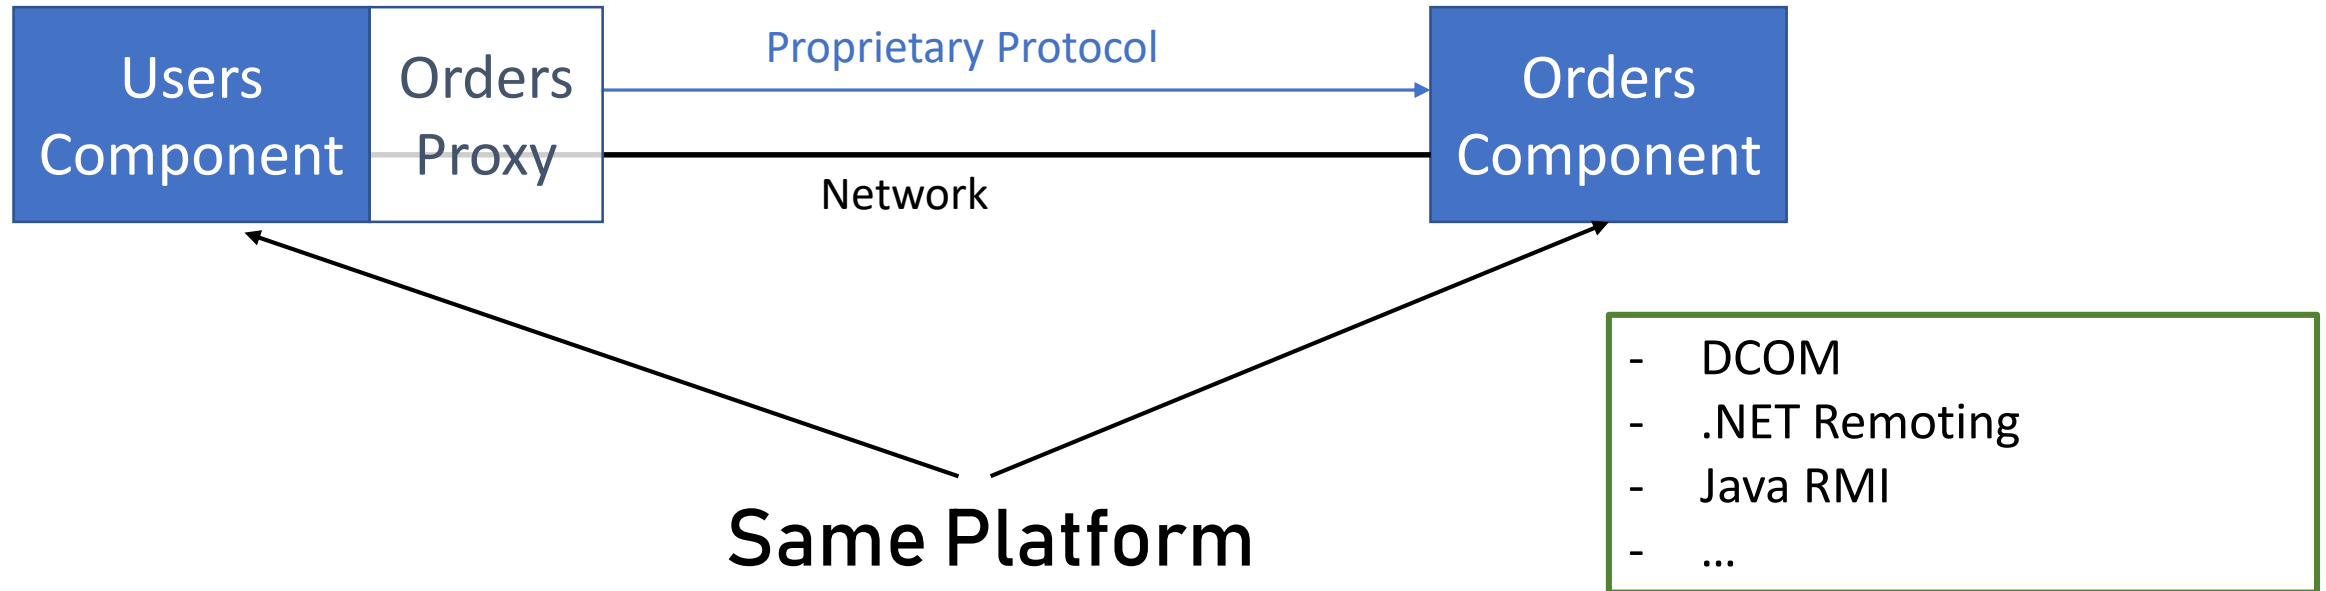 Users
Component
Orders
Proxy
Proprietary Protocol
Network
Orders
Component
Same Platform
- DCOM
- .NET Remoting
- Java RMI
- ...